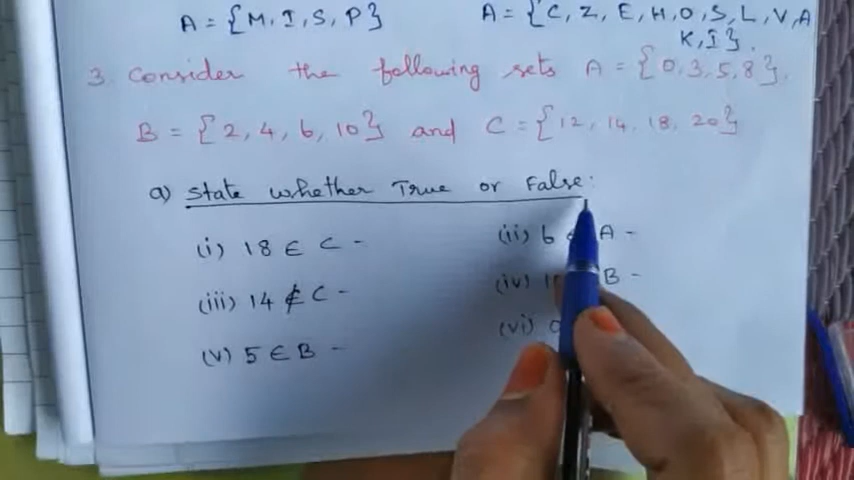 A = {M, I, S, P}
A = {C, Z, E, H, O, S, L, V, A
K, I}.
3. Consider the following sets A = {0, 3, 5, 8},
B = {2, 4, 6, 10} and C = {12, 14, 18, 20}
a) State whether True or False:
(i) 18 ∈ C -
(ii) 6 A -
(iii) 14 ∉ C -
(iv) B -
(v) 5 ∈ B -
(vi) 0